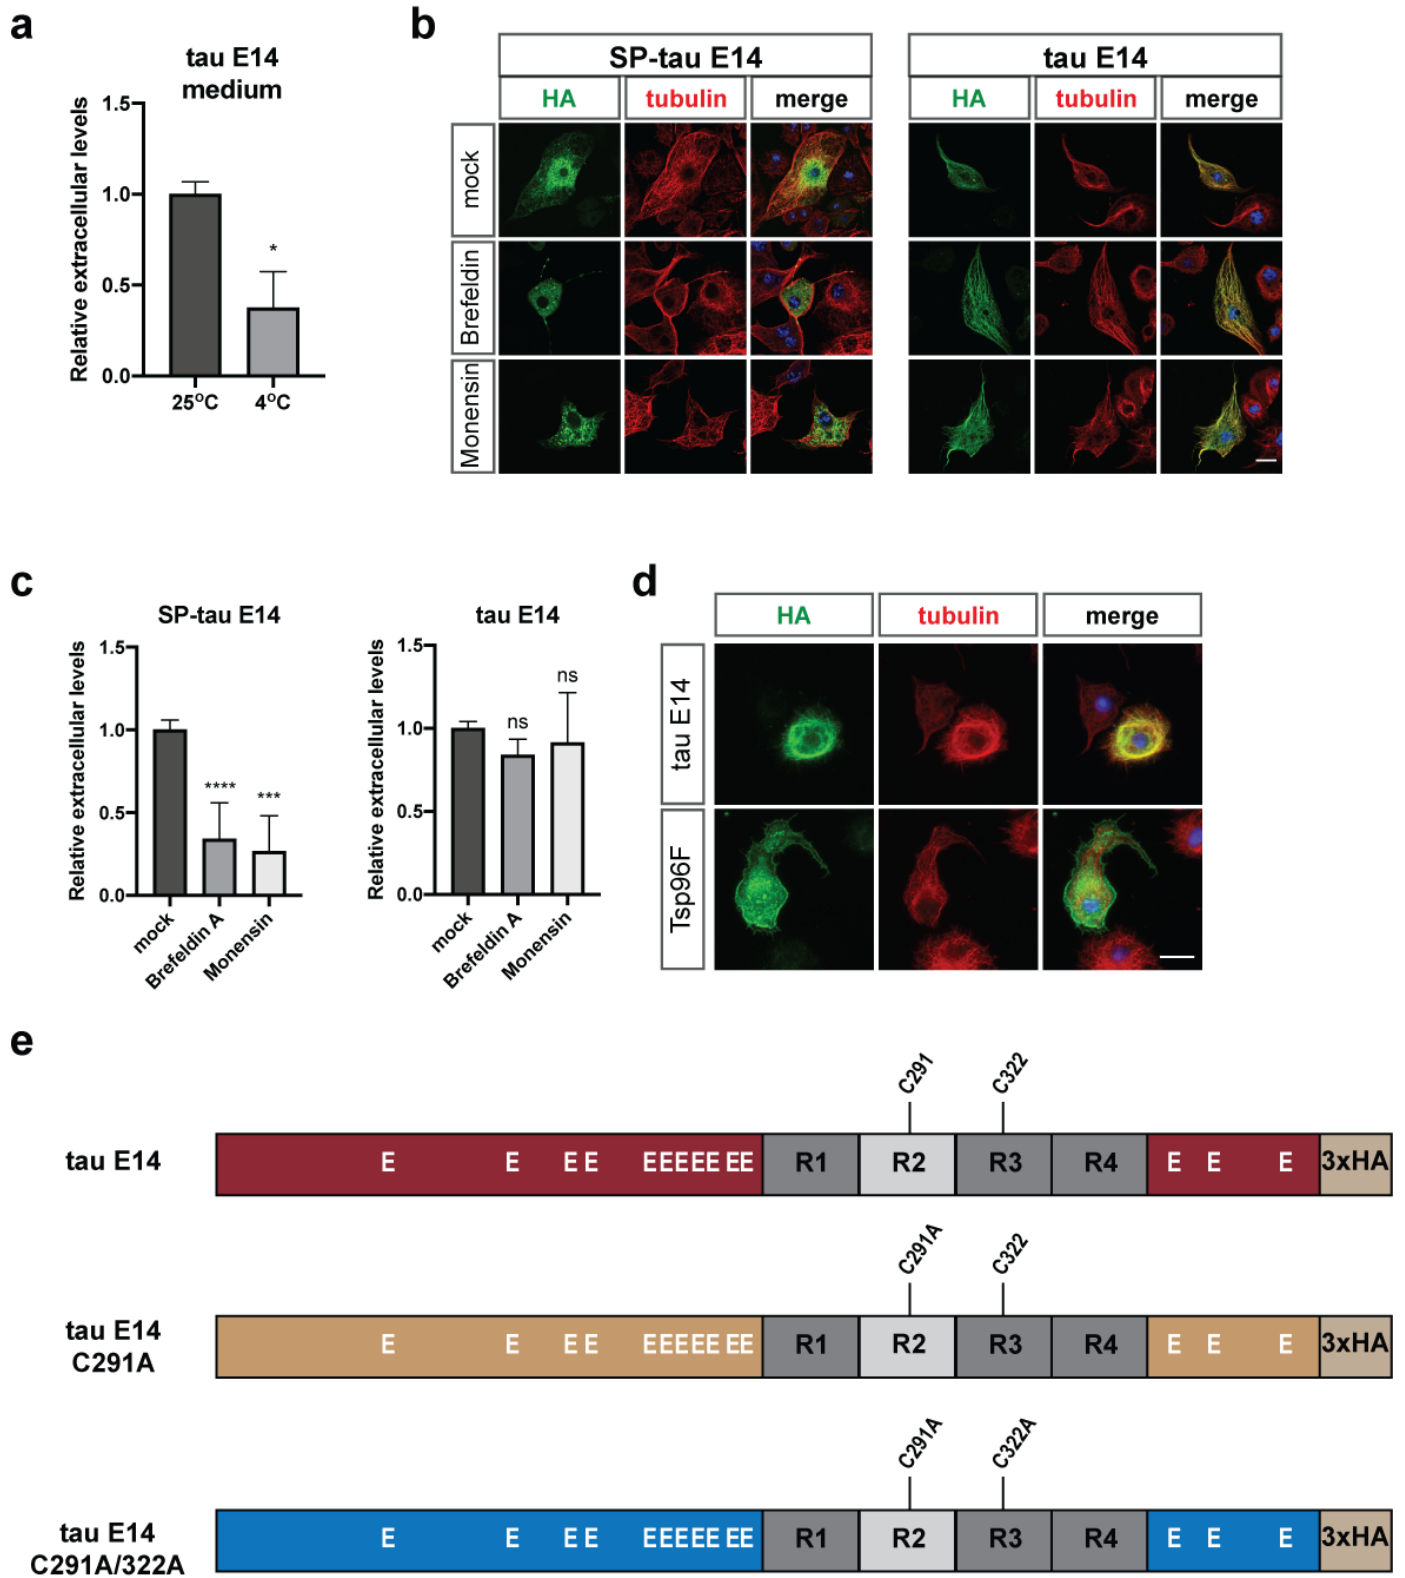 a
tau E14
medium
Relative extracellular levels
1.5
1.0
0.5
0.0
*
25°C 4°C
b
SP-tau E14
HA tubulin merge
tau E14
HA tubulin merge
mock
Brefeldin
Monensin
c
SP-tau E14
Relative extracellular levels
1.5
1.0
0.5
0.0
****
***
mock
Brefeldin A
Monensin
tau E14
Relative extracellular levels
1.5
1.0
0.5
0.0
ns
ns
mock
Brefeldin A
Monensin
d
HA tubulin merge
tau E14
Tsp96F
e
C291 C322
tau E14
E E E E EEEEE EE R1 R2 R3 R4 E E E 3xHA
C291A C322
tau E14
C291A
E E E E EEEEE EE R1 R2 R3 R4 E E E 3xHA
C291A C322A
tau E14
C291A/322A
E E E E EEEEE EE R1 R2 R3 R4 E E E 3xHA